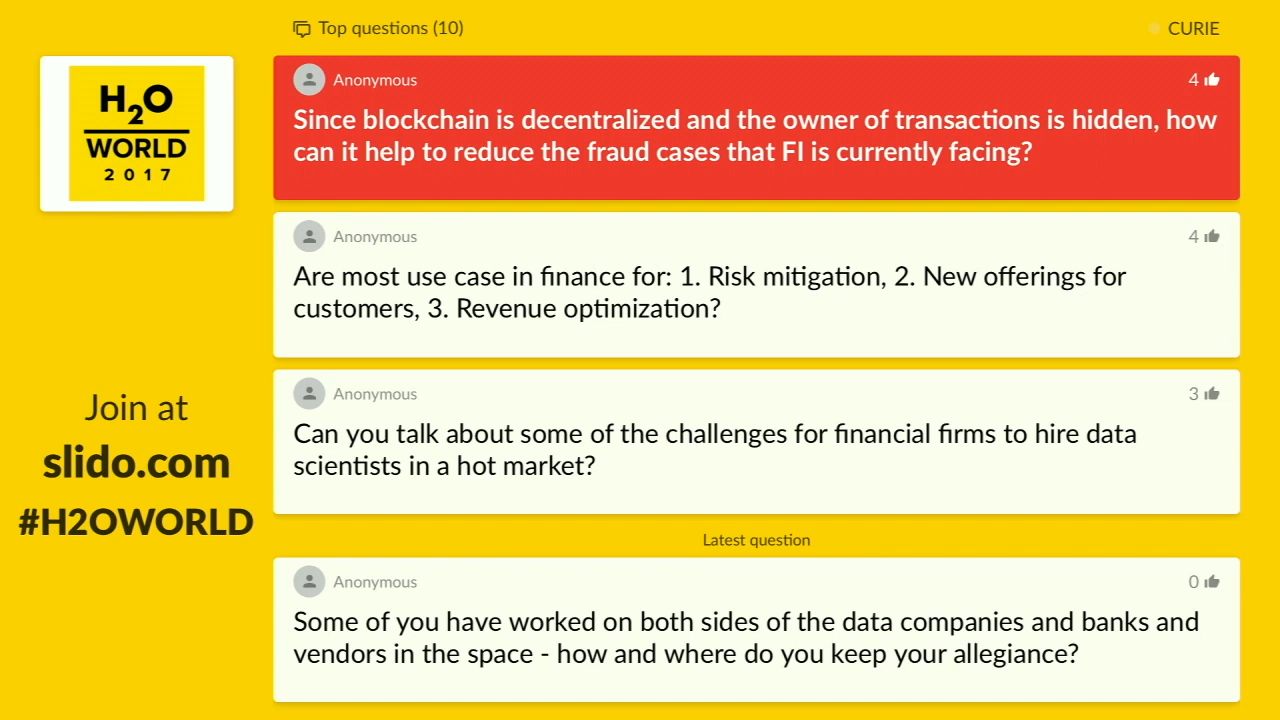 Top questions (10)
CURIE
H2O
WORLD
2017
Join at
slido.com
#H2OWORLD
Anonymous
4
Since blockchain is decentralized and the owner of transactions is hidden, how
can it help to reduce the fraud cases that FI is currently facing?
Anonymous
4
Are most use case in finance for: 1. Risk mitigation, 2. New offerings for
customers, 3. Revenue optimization?
Anonymous
3
Can you talk about some of the challenges for financial firms to hire data
scientists in a hot market?
Latest question
Anonymous
0
Some of you have worked on both sides of the data companies and banks and
vendors in the space - how and where do you keep your allegiance?